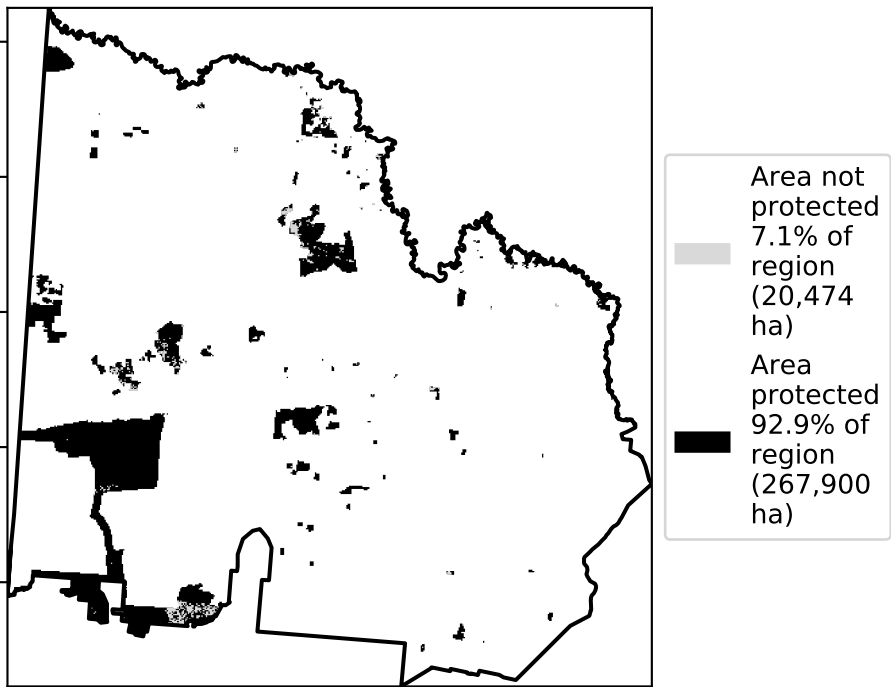 Area not
protected
7.1% of
region
(20,474
ha)
Area
protected
92.9% of
region
(267,900
ha)